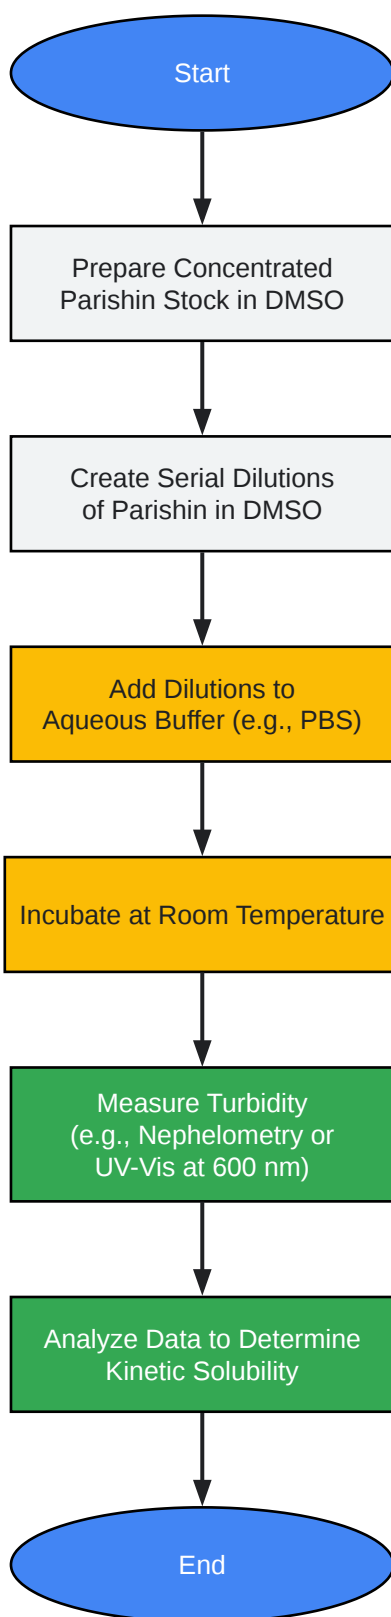 Start
Prepare Concentrated
Parishin Stock in DMSO
Create Serial Dilutions
of Parishin in DMSO
Add Dilutions to
Aqueous Buffer (e.g., PBS)
Incubate at Room Temperature
Measure Turbidity
(e.g., Nephelometry or
UV-Vis at 600 nm)
Analyze Data to Determine
Kinetic Solubility
End